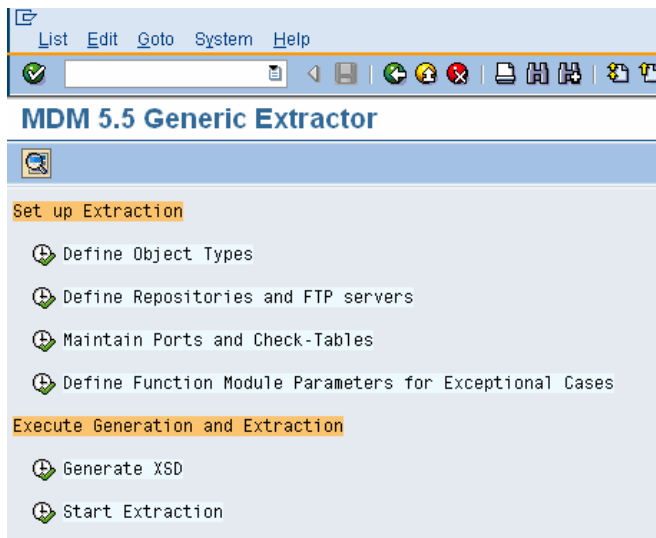 List Edit Goto System Help
MDM 5.5 Generic Extractor
Set up Extraction
Define Object Types
Define Repositories and FTP servers
Maintain Ports and Check-Tables
Define Function Module Parameters for Exceptional Cases
Execute Generation and Extraction
Generate XSD
Start Extraction